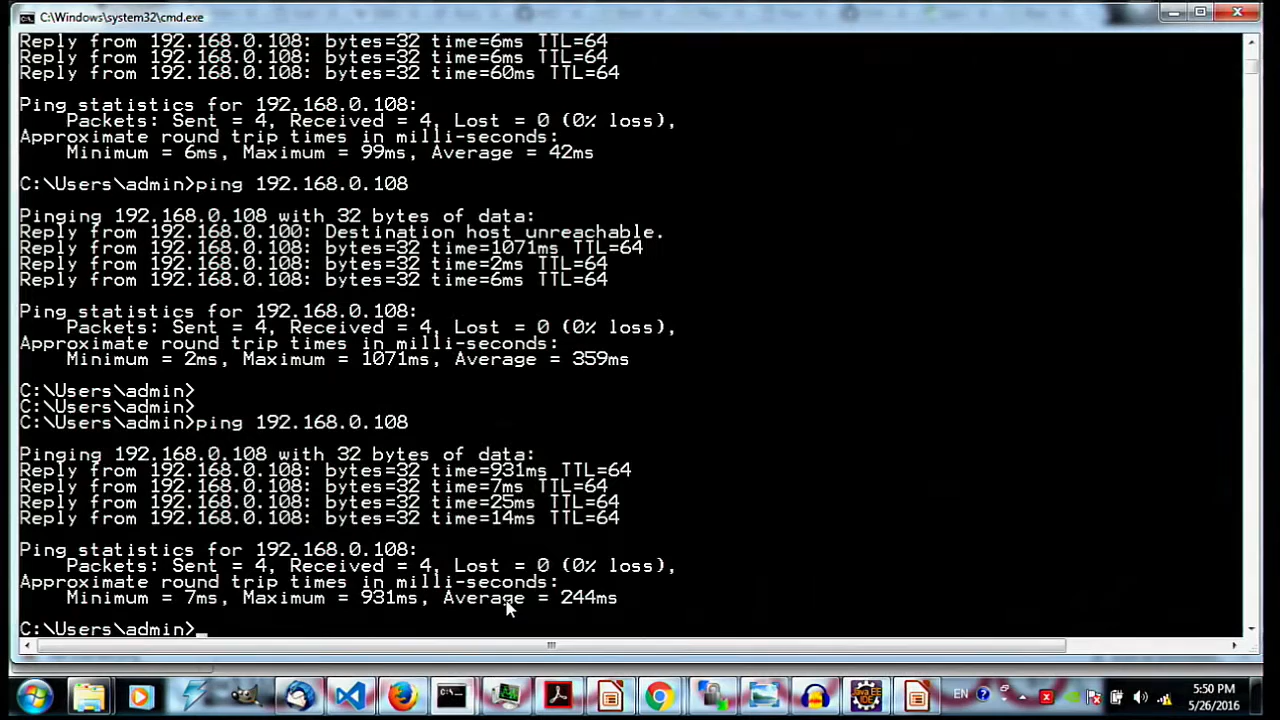 C:\Windows\system32\cmd.exe
Reply from 192.168.0.108: bytes=32 time=6ms TTL=64
Reply from 192.168.0.108: bytes=32 time=6ms TTL=64
Reply from 192.168.0.108: bytes=32 time=60ms TTL=64
Ping statistics for 192.168.0.108:
Packets: Sent = 4, Received = 4, Lost = 0 (0% loss),
Approximate round trip times in milli-seconds:
Minimum = 6ms, Maximum = 99ms, Average = 42ms
C:\Users\admin>ping 192.168.0.108
Pinging 192.168.0.108 with 32 bytes of data:
Reply from 192.168.0.100: Destination host unreachable.
Reply from 192.168.0.108: bytes=32 time=1071ms TTL=64
Reply from 192.168.0.108: bytes=32 time=2ms TTL=64
Reply from 192.168.0.108: bytes=32 time=6ms TTL=64
Ping statistics for 192.168.0.108:
Packets: Sent = 4, Received = 4, Lost = 0 (0% loss),
Approximate round trip times in milli-seconds:
Minimum = 2ms, Maximum = 1071ms, Average = 359ms
C:\Users\admin>
C:\Users\admin>
C:\Users\admin>ping 192.168.0.108
Pinging 192.168.0.108 with 32 bytes of data:
Reply from 192.168.0.108: bytes=32 time=931ms TTL=64
Reply from 192.168.0.108: bytes=32 time=7ms TTL=64
Reply from 192.168.0.108: bytes=32 time=25ms TTL=64
Reply from 192.168.0.108: bytes=32 time=14ms TTL=64
Ping statistics for 192.168.0.108:
Packets: Sent = 4, Received = 4, Lost = 0 (0% loss),
Approximate round trip times in milli-seconds:
Minimum = 7ms, Maximum = 931ms, Average = 244ms
C:\Users\admin>_
Java EE IDE
EN
5:50 PM
5/26/2016